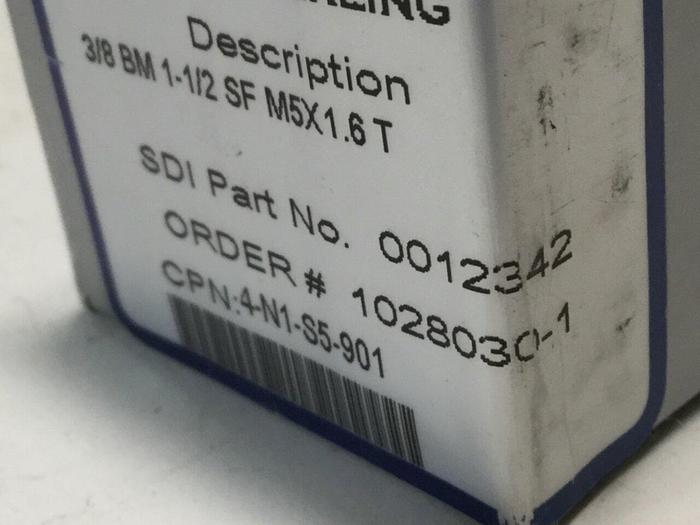 Description
3/8 BM 1-1/2 SF M5X1.6 T
SDI Part No. 0012342
ORDER # 1028030-1
CPN:4-N1-S5-901